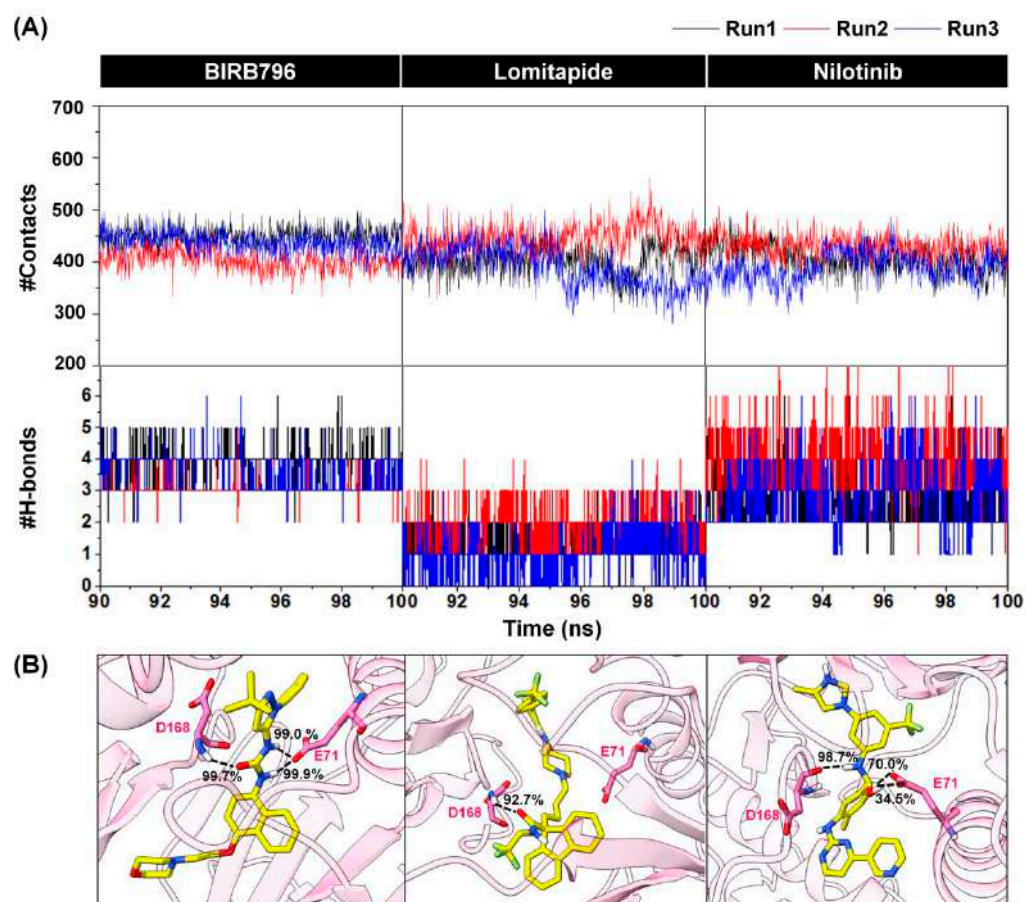 (A)
Run1 Run2 Run3
BIRB796 Lomitapide Nilotinib
700
600
500
400
300
200
#Contacts
6
5
4
3
2
1
0
#H-bonds
90 92 94 96 98 100 92 94 96 98 100 92 94 96 98 100
Time (ns)
(B)
D168 99.0 % E71 99.7% 99.9%
E71 D168 92.7%
98.7% 70.0% E71 D168 34.5%